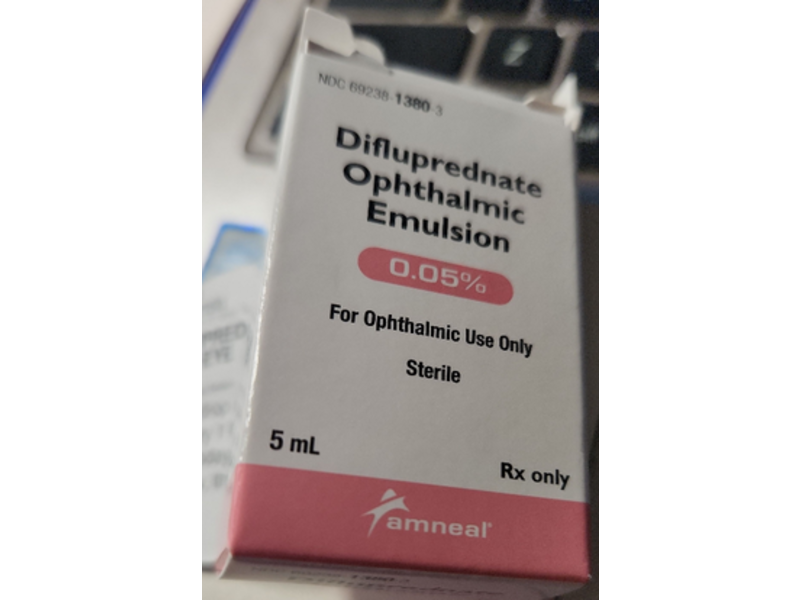 NDC 69238-1380-3
Difluprednate
Ophthalmic
Emulsion
0.05%
For Ophthalmic Use Only
Sterile
5 mL
Rx only
amneal